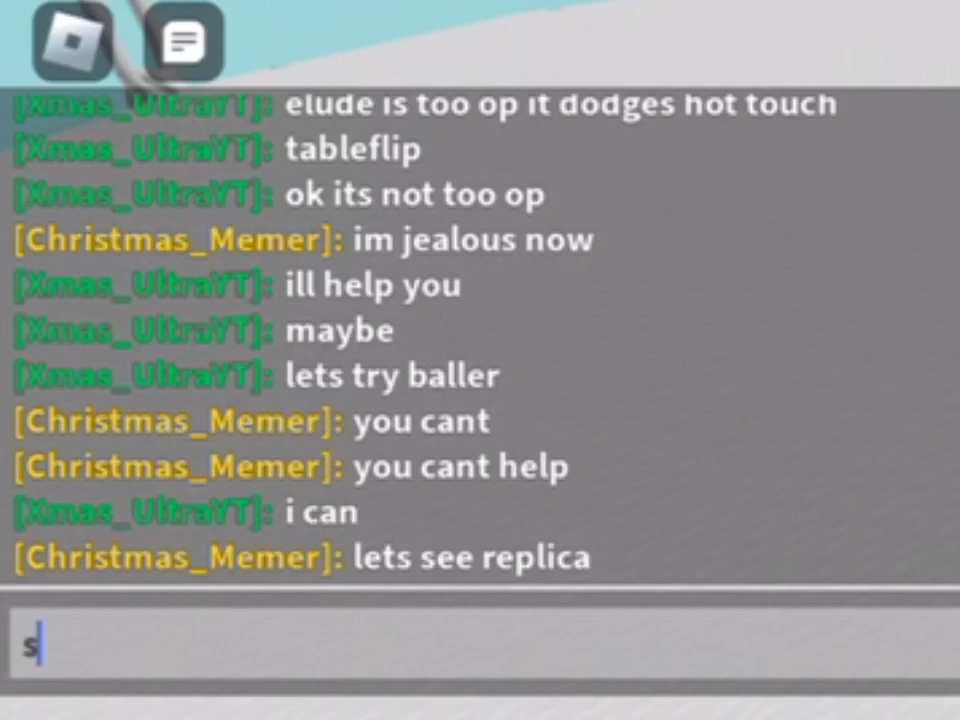 [Xmas_UltraYT]: elude is too op it dodges hot touch
[Xmas_UltraYT]: tableflip
[Xmas_UltraYT]: ok its not too op
[Christmas_Memer]: im jealous now
[Xmas_UltraYT]: ill help you
[Xmas_UltraYT]: maybe
[Xmas_UltraYT]: lets try baller
[Christmas_Memer]: you cant
[Christmas_Memer]: you cant help
[Xmas_UltraYT]: i can
[Christmas_Memer]: lets see replica
s